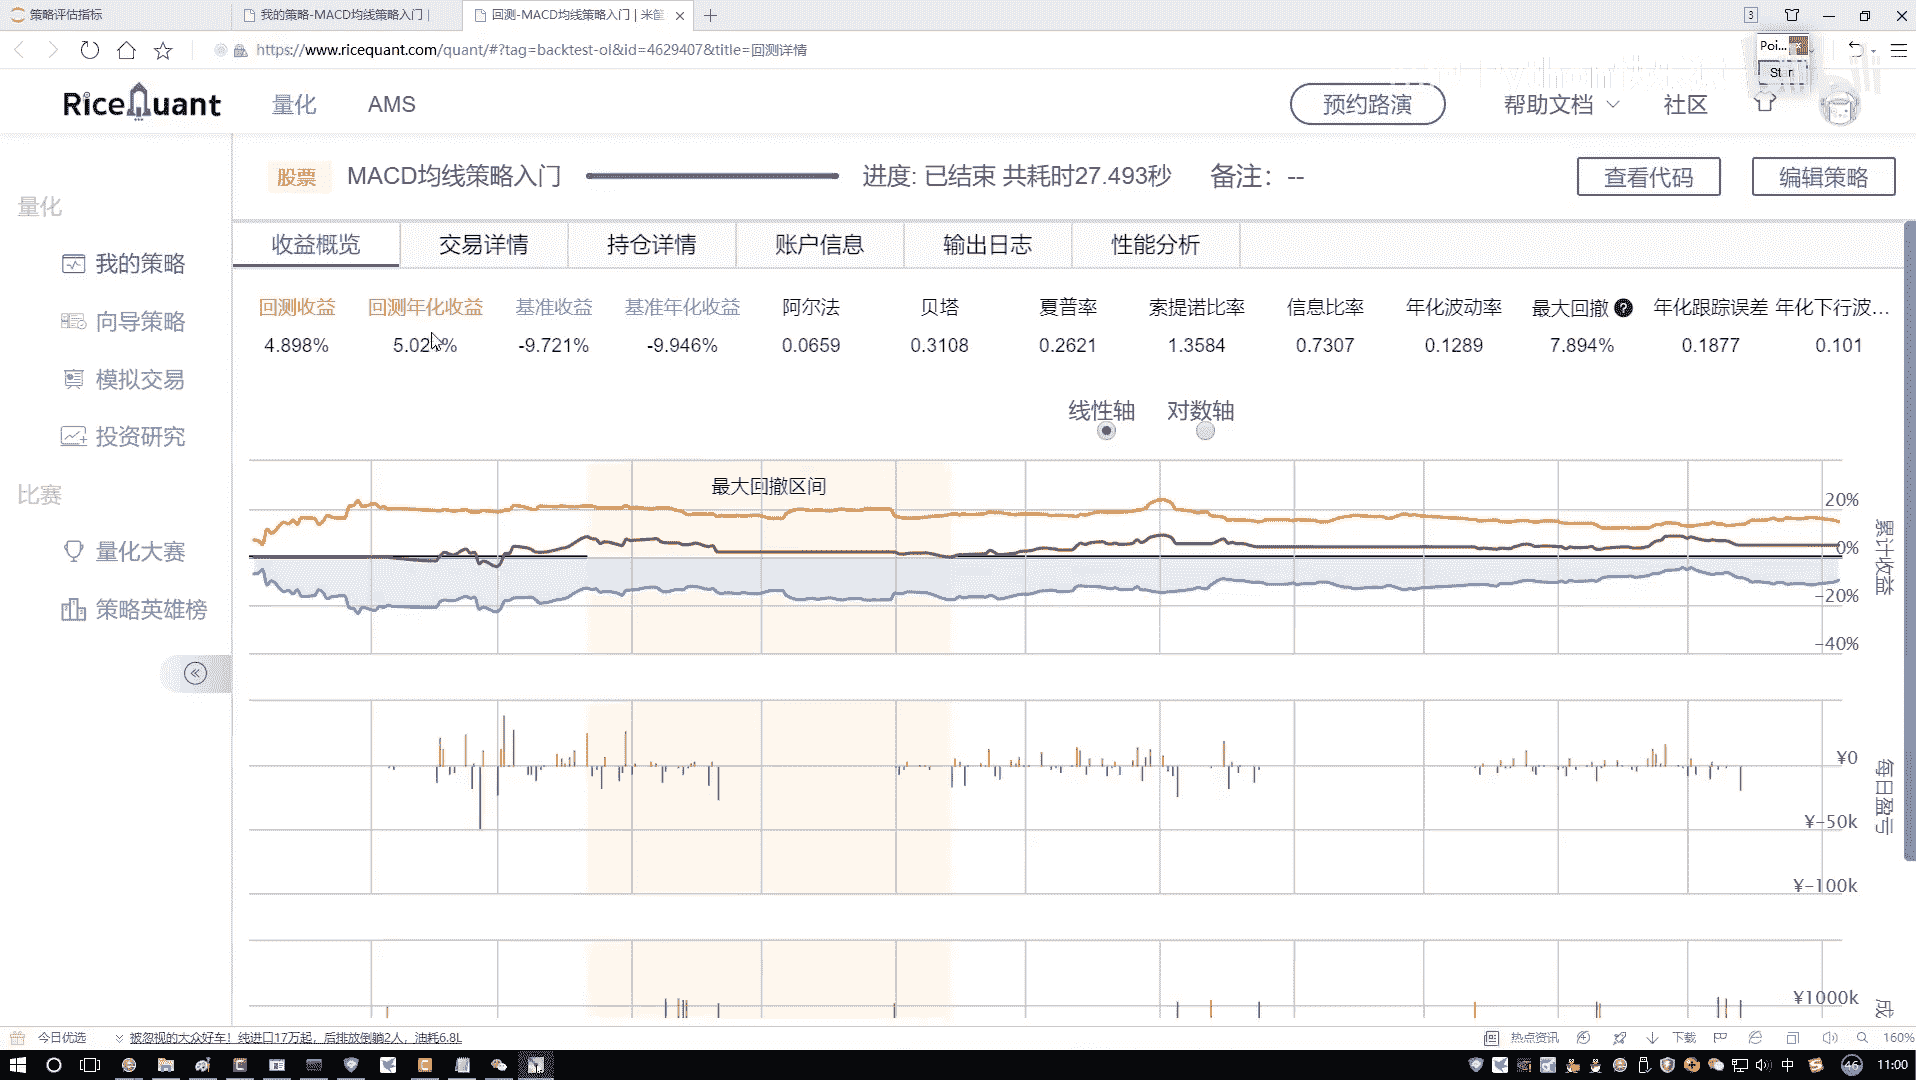 策略评估指标
我的策略-MACD均线策略入门 |
回测-MACD均线策略入门 | 米筐
3
https://www.ricequant.com/quant/#?tag=backtest-ol&id=4629407&title=回测详情
Poi...
RiceQuant
量化
AMS
预约路演
帮助文档
社区
股票
MACD均线策略入门
进度: 已结束 共耗时27.493秒
备注: --
查看代码
编辑策略
量化
我的策略
向导策略
模拟交易
投资研究
比赛
量化大赛
策略英雄榜
收益概览
交易详情
持仓详情
账户信息
输出日志
性能分析
回测收益 回测年化收益 基准收益 基准年化收益 阿尔法 贝塔 夏普率 索提诺比率 信息比率 年化波动率 最大回撤 年化跟踪误差 年化下行波...
4.898% -9.721% -9.946% 0.0659 0.3108 0.2621 1.3584 0.7307 0.1289 7.894% 0.1877 0.101
线性轴 对数轴
最大回撤区间
20%
0%
-20%
-40%
累计收益
¥0
¥-50k
¥-100k
每日盈亏
¥1000k
今日优选
被忽视的大众好车！纯进口17万起，后排放倒躺2人，油耗6.8L
热点资讯
下载
160%
中
46
11:00